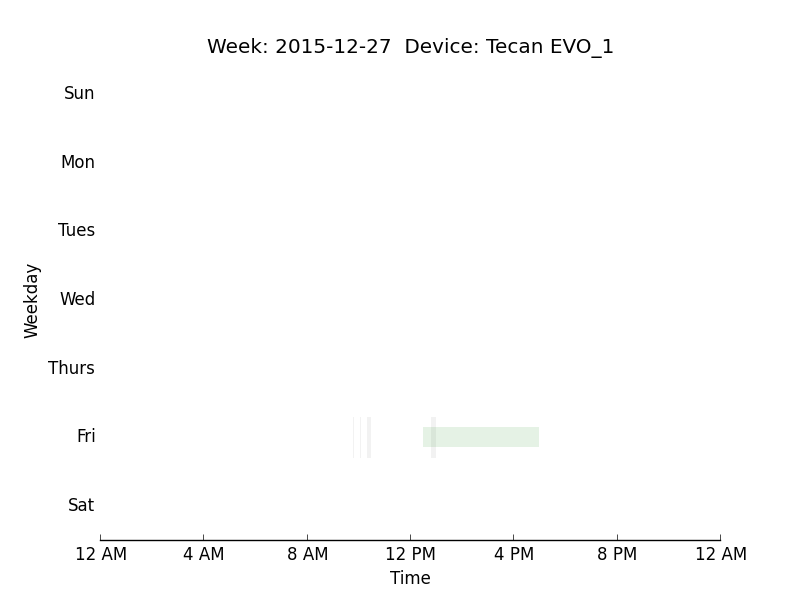 Week: 2015-12-27  Device: Tecan EVO_1
Sun
Mon
Tues
Wed
Thurs
Fri
Sat
Weekday
12 AM 4 AM 8 AM 12 PM 4 PM 8 PM 12 AM
Time